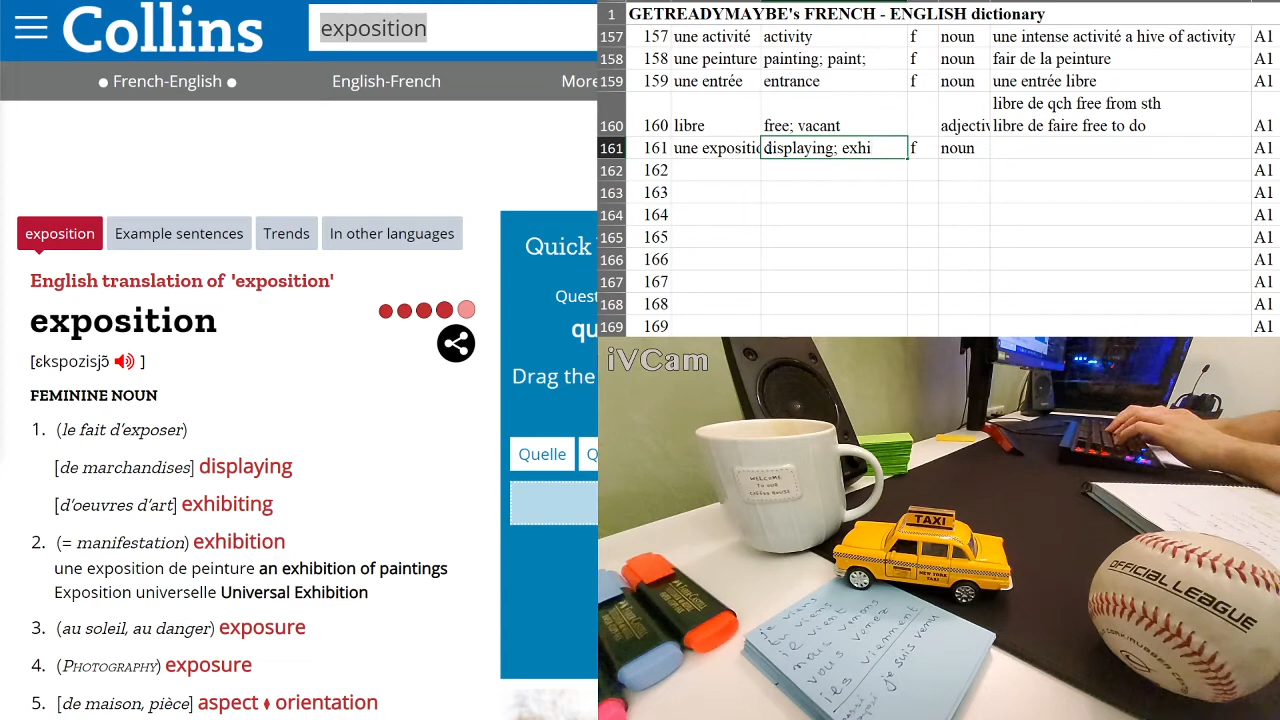 Collins
exposition
● French-English ●
English-French
More
exposition
Example sentences
Trends
In other languages
English translation of 'exposition'
exposition
[ɛkspozisjɔ̃ ]
FEMININE NOUN
1. (le fait d'exposer)
[de marchandises] displaying
[d'oeuvres d'art] exhibiting
2. (= manifestation) exhibition
une exposition de peinture an exhibition of paintings
Exposition universelle Universal Exhibition
3. (au soleil, au danger) exposure
4. (PHOTOGRAPHY) exposure
5. [de maison, pièce] aspect ♦ orientation
Quick
Quest
qu
Drag the
Quelle
Q
1 GETREADYMAYBE's FRENCH - ENGLISH dictionary
157 157 une activité activity f noun une intense activité a hive of activity A1
158 158 une peinture painting; paint; f noun fair de la peinture A1
159 159 une entrée entrance f noun une entrée libre A1
libre de qch free from sth
160 160 libre free; vacant adjectiv libre de faire free to do A1
161 161 une expositio displaying; exhi f noun A1
162 162 A1
163 163 A1
164 164 A1
165 165 A1
166 166 A1
167 167 A1
168 168 A1
169 169 A1
iVCam
WELCOME
TO OUR
COFFEE HOUSE
TAXI
NEW YORK
TAXI
OFFICIAL LEAGUE
je viens
tu viens
il vient
nous venons
vous venez
ils viennent
je suis venu